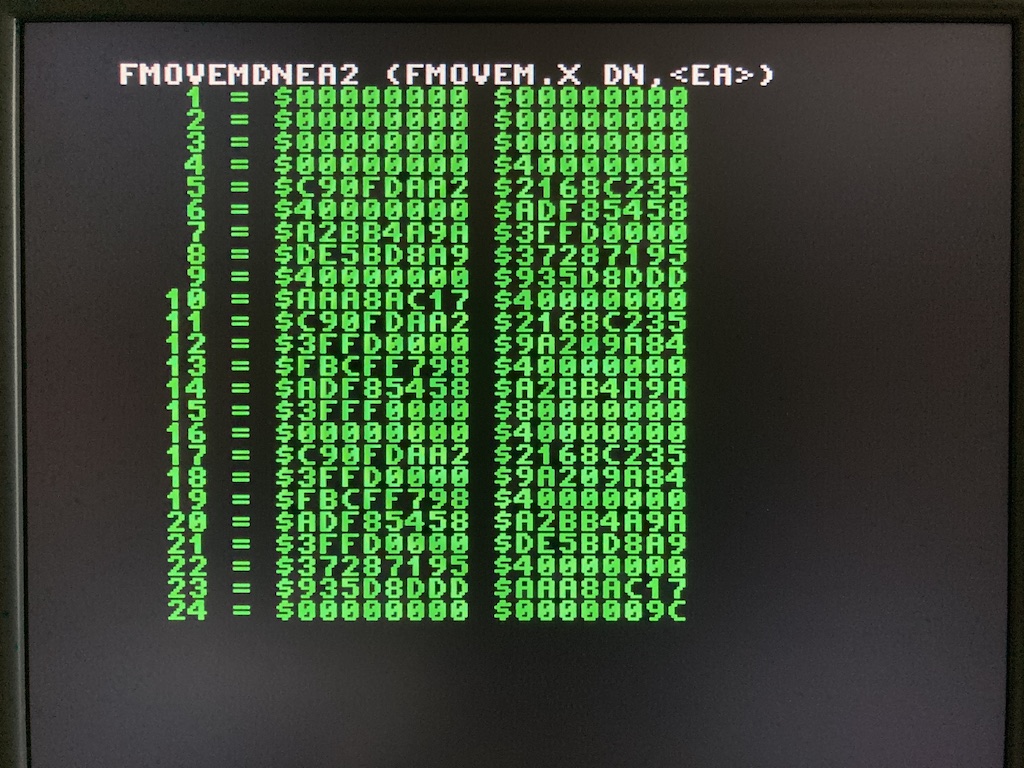 FMOVEMDNEA2 (FMOVEM.X DN,<EA>)
1 = $00000000 $00000000
2 = $00000000 $00000000
3 = $00000000 $00000000
4 = $00000000 $40000000
5 = $C90FDAA2 $2168C235
6 = $40000000 $ADF85458
7 = $A2BB4A9A $3FFD0000
8 = $DE5BD8A9 $37287195
9 = $40000000 $935D8DDD
10 = $AAA8AC17 $40000000
11 = $C90FDAA2 $2168C235
12 = $3FFD0000 $9A209A84
13 = $FBCFF798 $40000000
14 = $ADF85458 $A2BB4A9A
15 = $3FFF0000 $80000000
16 = $00000000 $40000000
17 = $C90FDAA2 $2168C235
18 = $3FFD0000 $9A209A84
19 = $FBCFF798 $40000000
20 = $ADF85458 $A2BB4A9A
21 = $3FFD0000 $DE5BD8A9
22 = $37287195 $40000000
23 = $935D8DDD $AAA8AC17
24 = $00000000 $0000009C